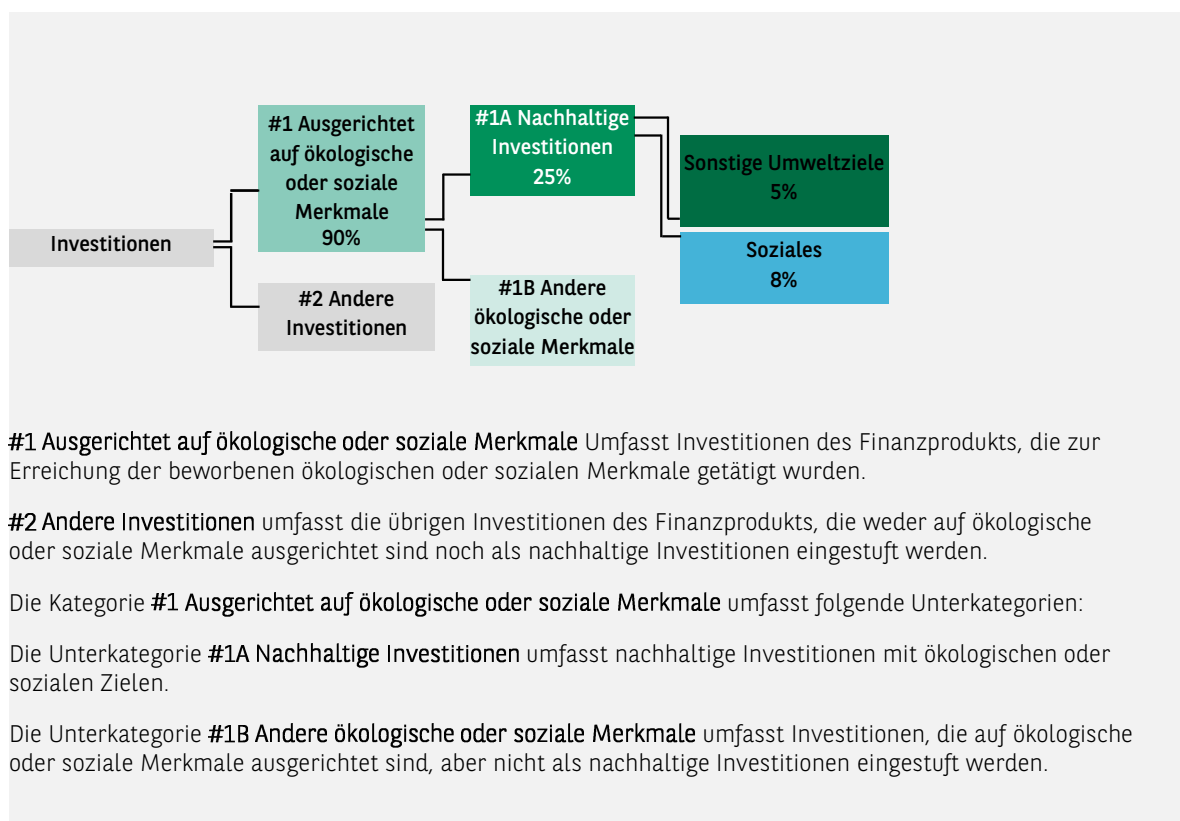 Investitionen
#1 Ausgerichtet
auf ökologische
oder soziale
Merkmale
90%
#2 Andere
Investitionen
#1A Nachhaltige
Investitionen
25%
#1B Andere
ökologische oder
soziale Merkmale
Sonstige Umweltziele
5%
Soziales
8%
#1 Ausgerichtet auf ökologische oder soziale Merkmale Umfasst Investitionen des Finanzprodukts, die zur
Erreichung der beworbenen ökologischen oder sozialen Merkmale getätigt wurden.
#2 Andere Investitionen umfasst die übrigen Investitionen des Finanzprodukts, die weder auf ökologische
oder soziale Merkmale ausgerichtet sind noch als nachhaltige Investitionen eingestuft werden.
Die Kategorie #1 Ausgerichtet auf ökologische oder soziale Merkmale umfasst folgende Unterkategorien:
Die Unterkategorie #1A Nachhaltige Investitionen umfasst nachhaltige Investitionen mit ökologischen oder
sozialen Zielen.
Die Unterkategorie #1B Andere ökologische oder soziale Merkmale umfasst Investitionen, die auf ökologische
oder soziale Merkmale ausgerichtet sind, aber nicht als nachhaltige Investitionen eingestuft werden.